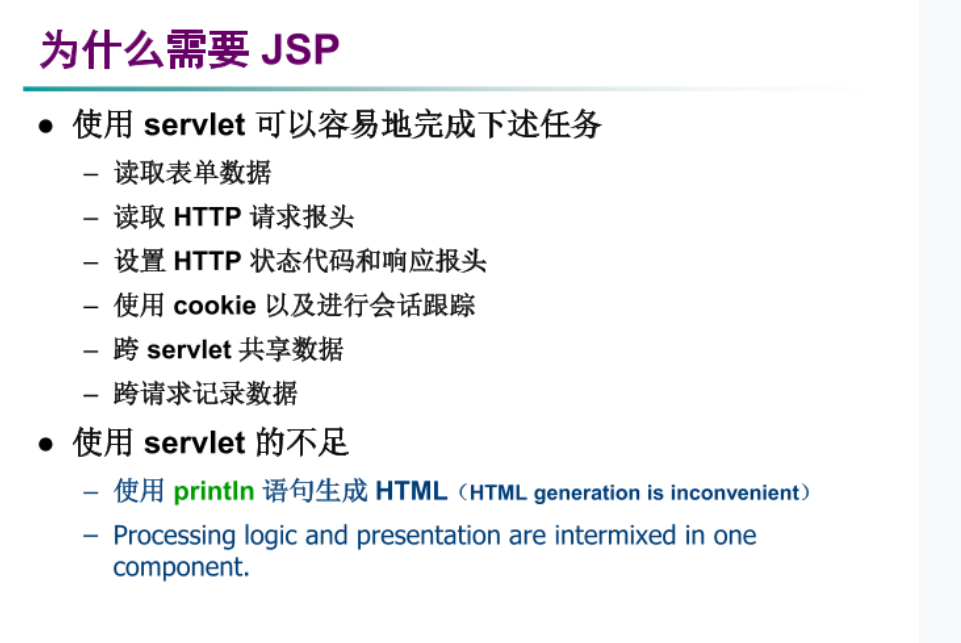 为什么需要 JSP
● 使用 servlet 可以容易地完成下述任务
– 读取表单数据
– 读取 HTTP 请求报头
– 设置 HTTP 状态代码和响应报头
– 使用 cookie 以及进行会话跟踪
– 跨 servlet 共享数据
– 跨请求记录数据
● 使用 servlet 的不足
– 使用 println 语句生成 HTML（HTML generation is inconvenient）
– Processing logic and presentation are intermixed in one
component.